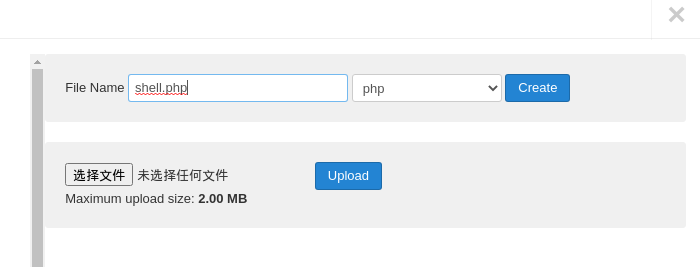 File Name shell.php php Create
选择文件 未选择任何文件 Upload
Maximum upload size: 2.00 MB